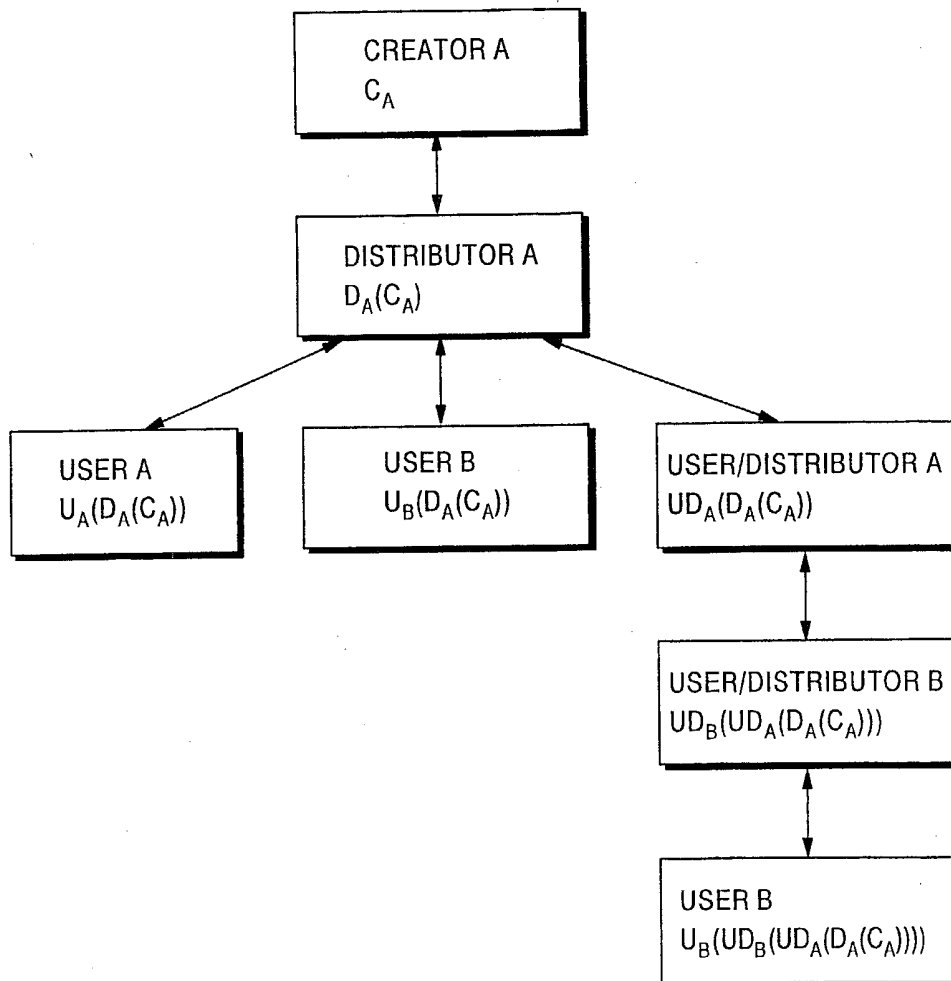 CREATOR A
C_A
DISTRIBUTOR A
D_A(C_A)
USER A
U_A(D_A(C_A))
USER B
U_B(D_A(C_A))
USER/DISTRIBUTOR A
UD_A(D_A(C_A))
USER/DISTRIBUTOR B
UD_B(UD_A(D_A(C_A)))
USER B
U_B(UD_B(UD_A(D_A(C_A))))